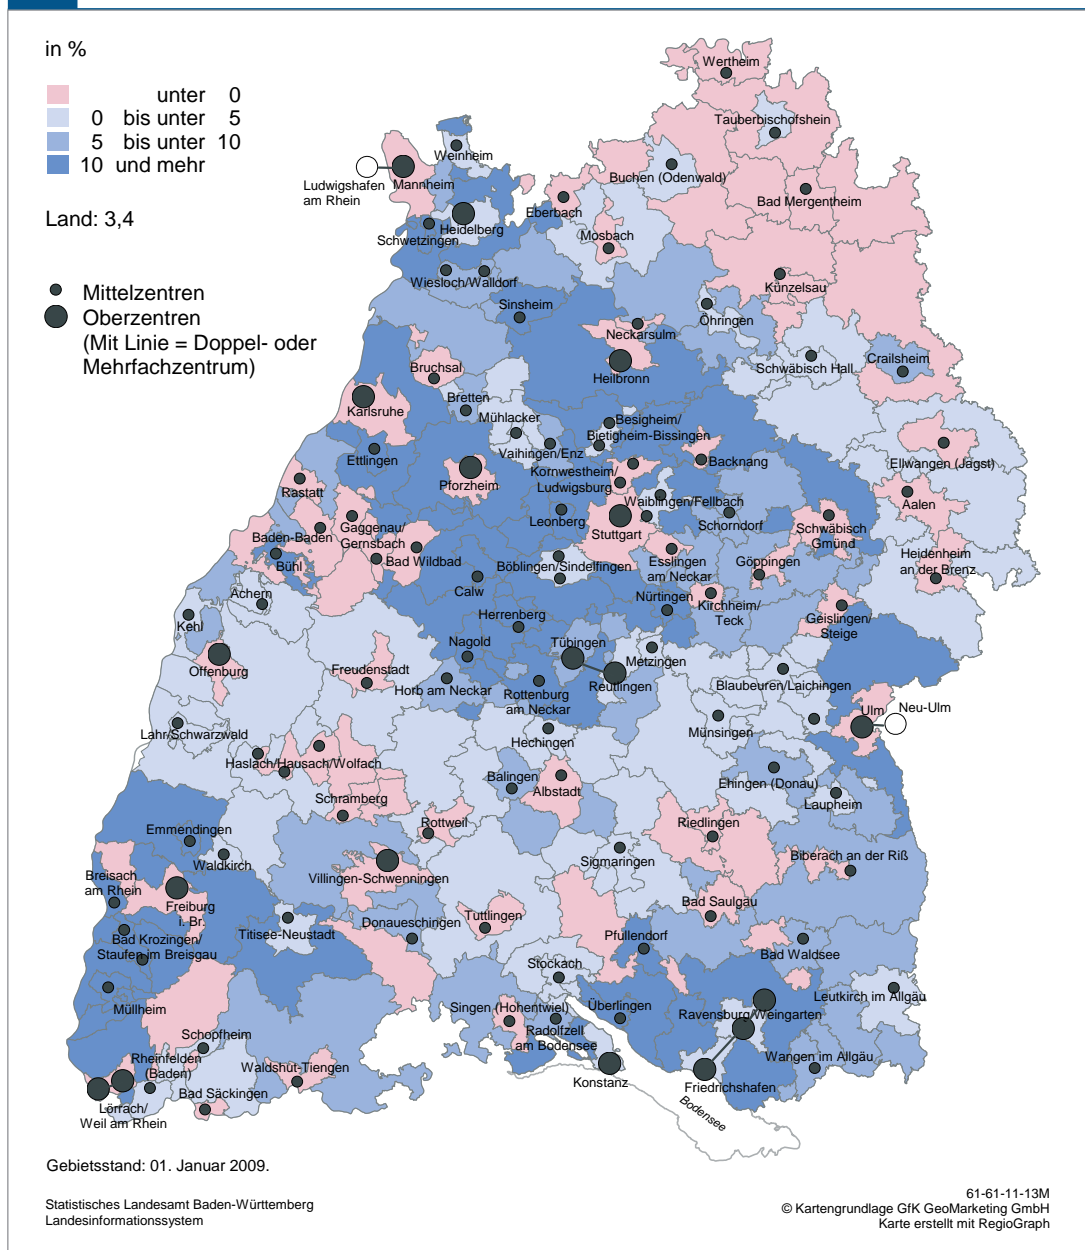 in %
unter 0
0 bis unter 5
5 bis unter 10
10 und mehr
Land: 3,4
Mittelzentren
Oberzentren
(Mit Linie = Doppel- oder
Mehrfachzentrum)
Wertheim
Tauberbischofsheim
Weinheim
Buchen (Odenwald)
Ludwigshafen
am Rhein
Mannheim
Bad Mergentheim
Eberbach
Heidelberg
Schwetzingen
Mosbach
Wiesloch/Walldorf
Künzelsau
Sinsheim
Öhringen
Neckarsulm
Schwäbisch Hall
Crailsheim
Bruchsal
Heilbronn
Bretten
Karlsruhe
Mühlacker
Besigheim/
Bietigheim-Bissingen
Vaihingen/Enz
Ettlingen
Backnang
Ellwangen (Jagst)
Kornwestheim/
Ludwigsburg
Pforzheim
Rastatt
Waiblingen/Fellbach
Aalen
Leonberg
Schorndorf
Gaggenau/
Gernsbach
Stuttgart
Schwäbisch
Gmünd
Baden-Baden
Bühl
Bad Wildbad
Böblingen/Sindelfingen
Esslingen
am Neckar
Göppingen
Heidenheim
an der Brenz
Calw
Achern
Nürtingen
Kirchheim/
Teck
Herrenberg
Geislingen/
Steige
Kehl
Nagold
Tübingen
Metzingen
Offenburg
Freudenstadt
Horb am Neckar
Reutlingen
Blaubeuren/Laichingen
Rottenburg
am Neckar
Ulm
Neu-Ulm
Lahr/Schwarzwald
Hechingen
Münsingen
Haslach/Hausach/Wolfach
Balingen
Ehingen (Donau)
Albstadt
Schramberg
Laupheim
Rottweil
Riedlingen
Emmendingen
Waldkirch
Sigmaringen
Biberach an der Riß
Breisach
am Rhein
Villingen-Schwenningen
Freiburg
i. Br.
Bad Saulgau
Tuttlingen
Donaueschingen
Titisee-Neustadt
Pfullendorf
Bad Krozingen/
Staufen im Breisgau
Bad Waldsee
Stockach
Leutkirch im Allgäu
Müllheim
Singen (Hohentwiel)
Überlingen
Ravensburg/Weingarten
Radolfzell
am Bodensee
Schopfheim
Rheinfelden
(Baden)
Waldshut-Tiengen
Wangen im Allgäu
Konstanz
Friedrichshafen
Bad Säckingen
Lörrach/
Weil am Rhein
Bodensee
Gebietsstand: 01. Januar 2009.
Statistisches Landesamt Baden-Württemberg
Landesinformationssystem
61-61-11-13M
© Kartengrundlage GfK GeoMarketing GmbH
Karte erstellt mit RegioGraph